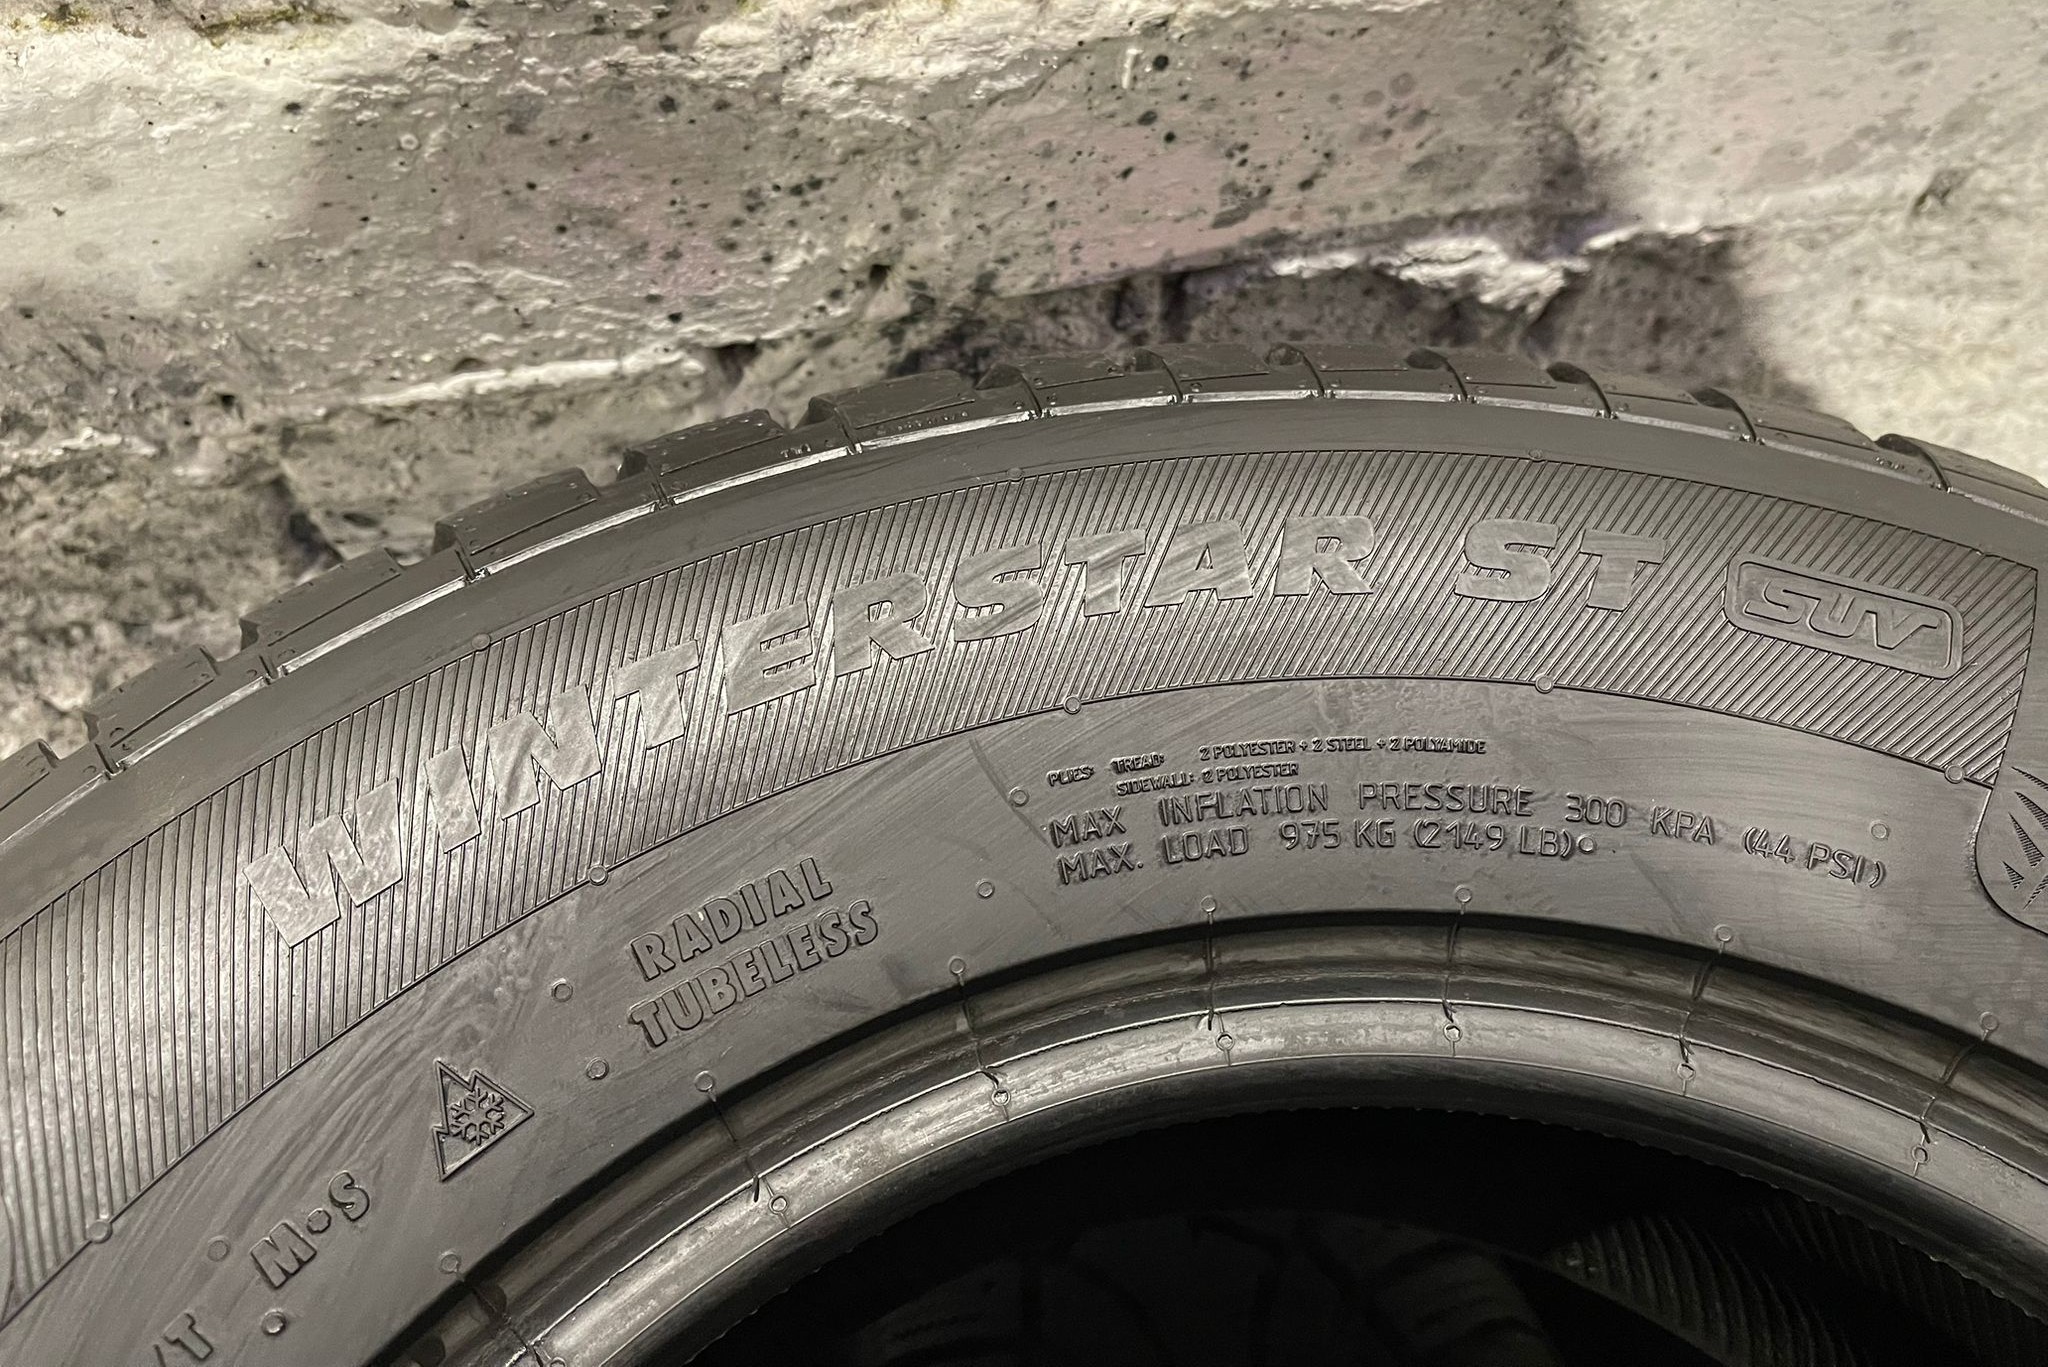 WINTERSTAR ST SUV
PLIES: TREAD: 2 POLYESTER + 2 STEEL + 2 POLYAMIDE
SIDEWALL: 2 POLYESTER
MAX INFLATION PRESSURE 300 KPA (44 PSI)
MAX. LOAD 975 KG (2149 LB)
RADIAL
TUBELESS
M•S
/T